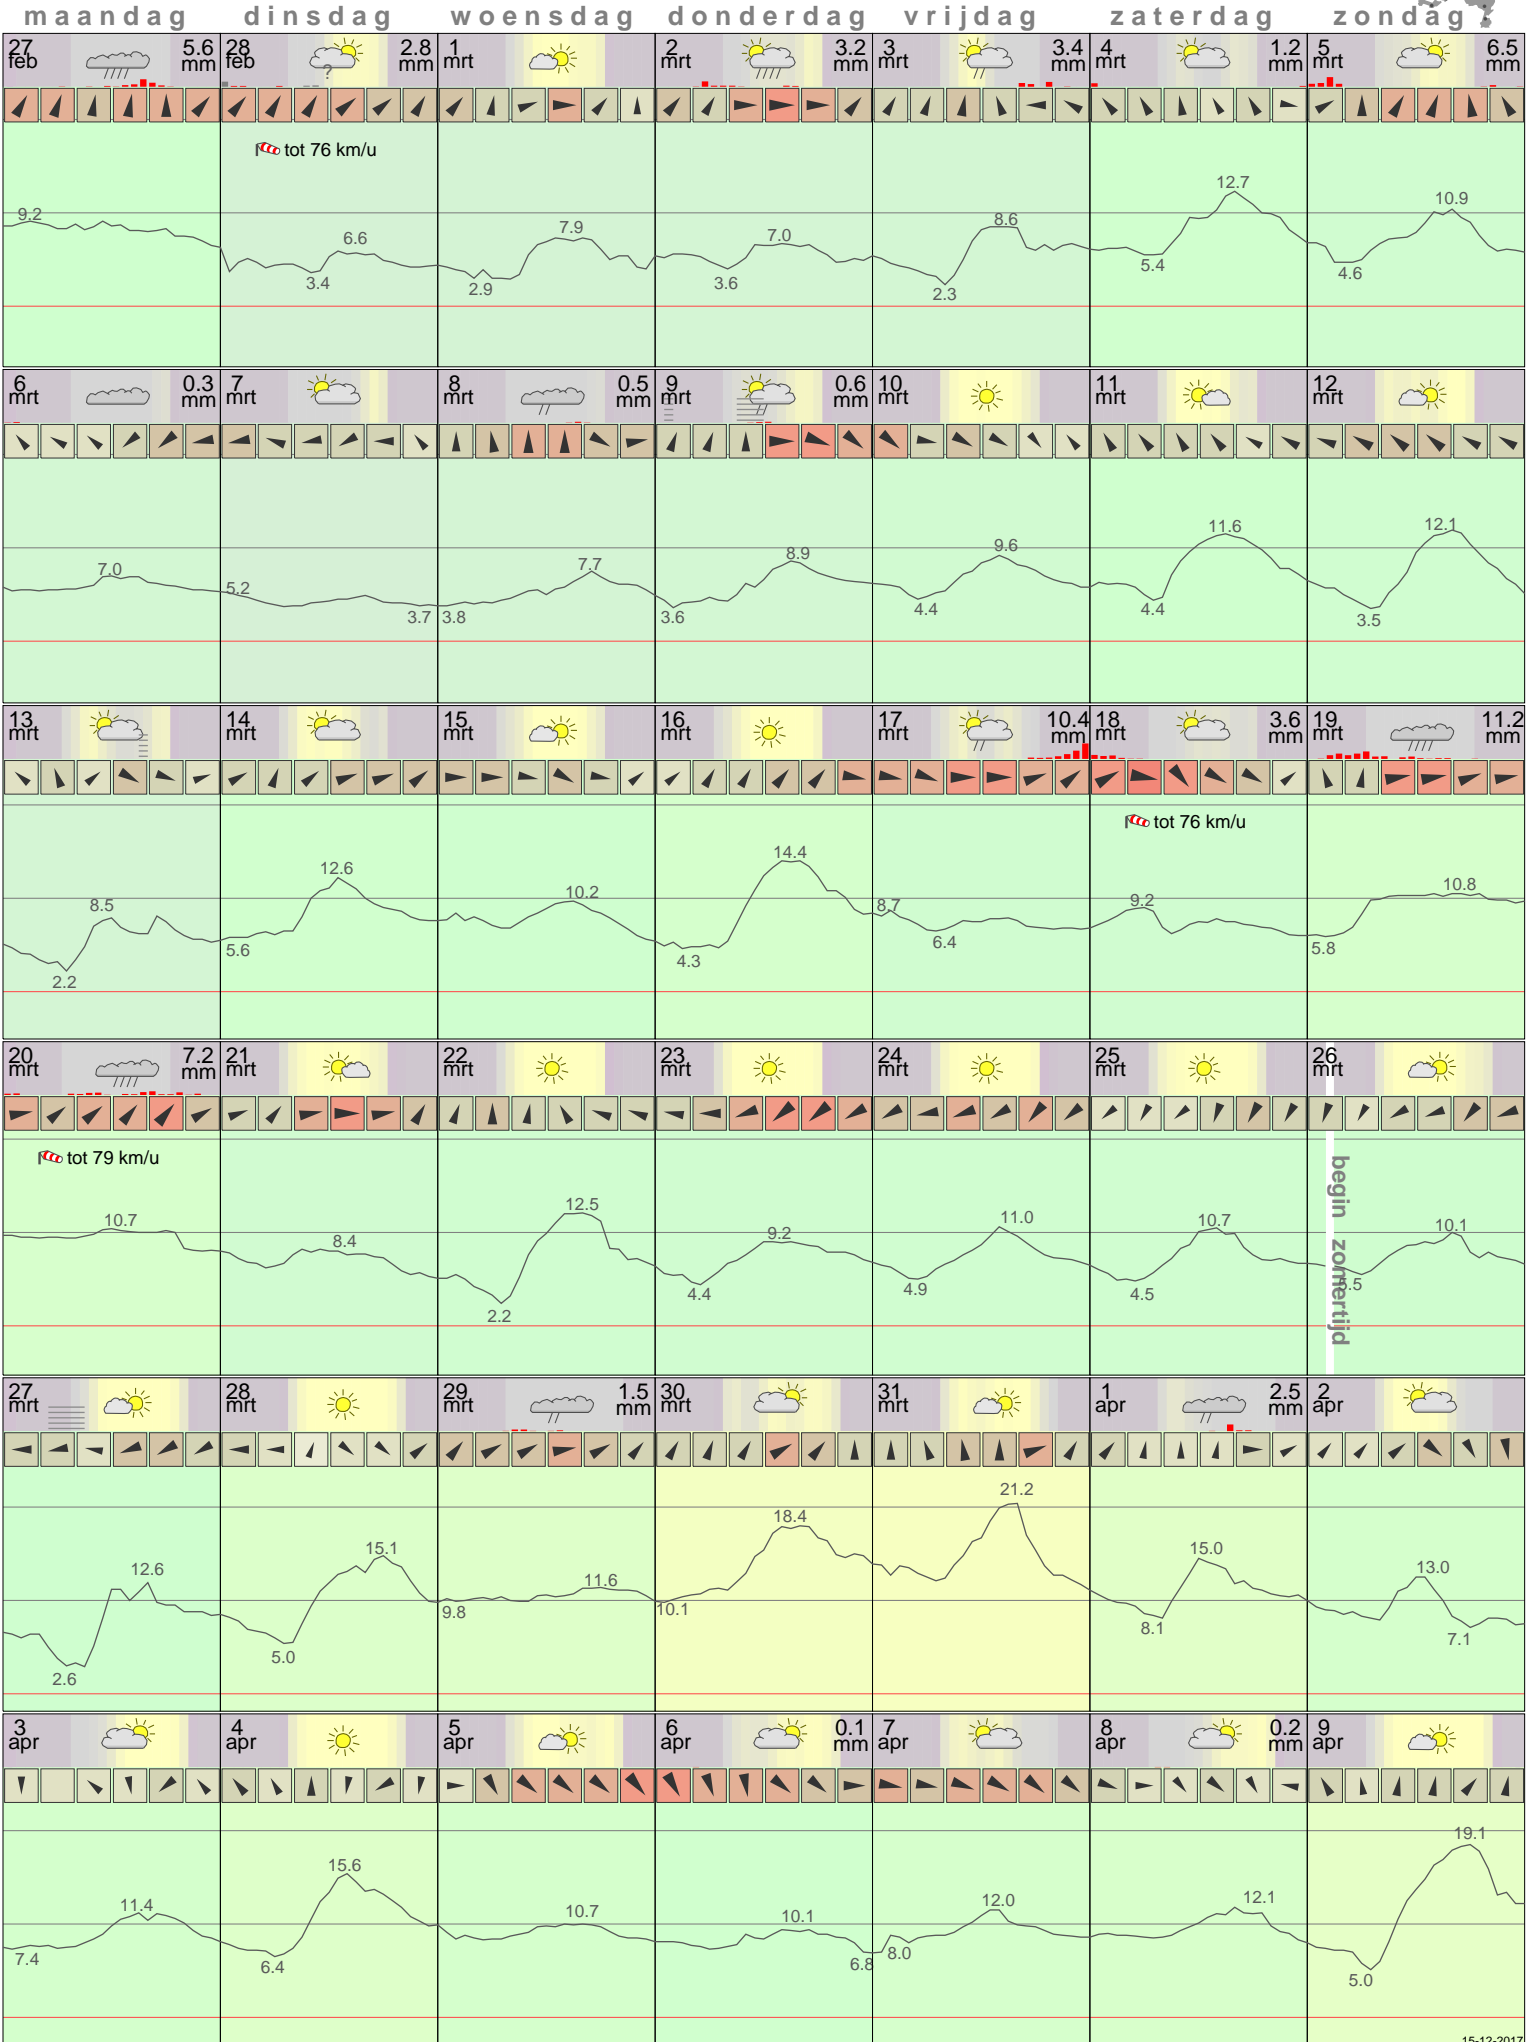 maandag dinsdag woensdag donderdag vrijdag zaterdag zondag
27 feb 5.6 mm 28 feb ? 2.8 mm 1 mrt 2 mrt 3.2 mm 3 mrt 3.4 mm 4 mrt 1.2 mm 5 mrt 6.5 mm
tot 76 km/u
9.2 3.4 6.6 2.9 7.9 3.6 7.0 2.3 8.6 5.4 12.7 4.6 10.9
6 mrt 0.3 mm 7 mrt 8 mrt 0.5 mm 9 mrt 0.6 mm 10 mrt 11 mrt 12 mrt
7.0 5.2 3.7 3.8 7.7 3.6 8.9 4.4 9.6 4.4 11.6 3.5 12.1
13 mrt 14 mrt 15 mrt 16 mrt 17 mrt 10.4 mm 18 mrt 3.6 mm 19 mrt 11.2 mm
tot 76 km/u
2.2 8.5 5.6 12.6 10.2 4.3 14.4 8.7 6.4 9.2 5.8 10.8
20 mrt 7.2 mm 21 mrt 22 mrt 23 mrt 24 mrt 25 mrt 26 mrt
tot 79 km/u
begin zomertijd
10.7 8.4 2.2 12.5 4.4 9.2 4.9 11.0 4.5 10.7 5.5 10.1
27 mrt 28 mrt 29 mrt 1.5 mm 30 mrt 31 mrt 1 apr 2.5 mm 2 apr
2.6 12.6 5.0 15.1 9.8 11.6 10.1 18.4 21.2 8.1 15.0 13.0 7.1
3 apr 4 apr 5 apr 6 apr 0.1 mm 7 apr 8 apr 0.2 mm 9 apr
7.4 11.4 6.4 15.6 10.7 10.1 6.8 8.0 12.0 12.1 5.0 19.1
15-12-2017